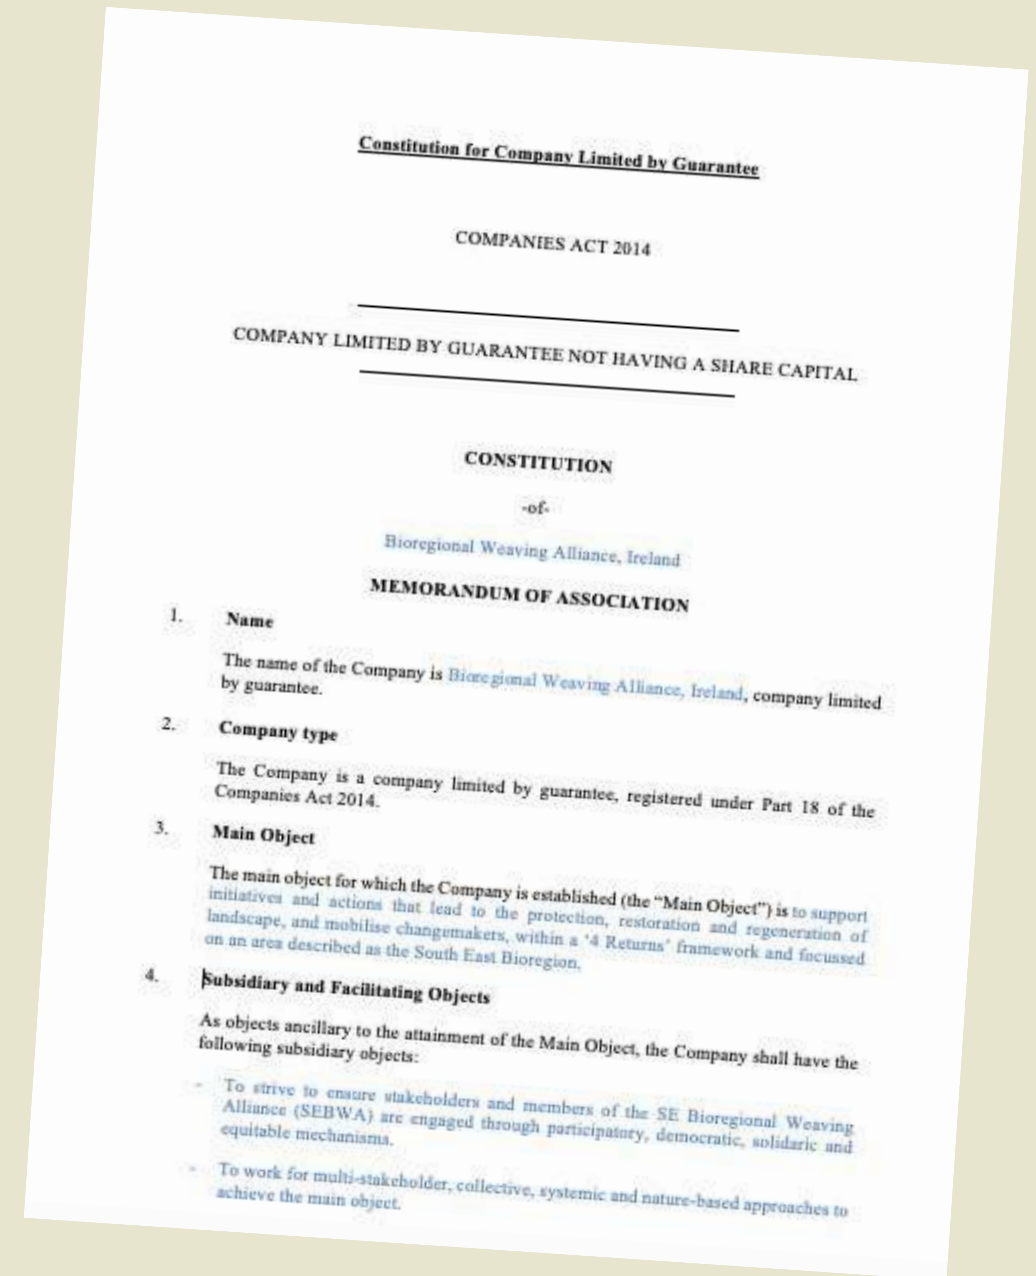 Constitution for Company Limited by Guarantee
COMPANIES ACT 2014
COMPANY LIMITED BY GUARANTEE NOT HAVING A SHARE CAPITAL
CONSTITUTION
-of-
Bioregional Weaving Alliance, Ireland
MEMORANDUM OF ASSOCIATION
1. Name
The name of the Company is Bioregional Weaving Alliance, Ireland, company limited
by guarantee.
2. Company type
The Company is a company limited by guarantee, registered under Part 18 of the
Companies Act 2014.
3. Main Object
The main object for which the Company is established (the “Main Object”) is to support
initiatives and actions that lead to the protection, restoration and regeneration of
landscape, and mobilise changemakers, within a ‘4 Returns’ framework and focussed
on an area described as the South East Bioregion.
4. Subsidiary and Facilitating Objects
As objects ancillary to the attainment of the Main Object, the Company shall have the
following subsidiary objects:
- To strive to ensure stakeholders and members of the SE Bioregional Weaving
Alliance (SEBWA) are engaged through participatory, democratic, solidaric and
equitable mechanisms.
- To work for multi-stakeholder, collective, systemic and nature-based approaches to
achieve the main object.